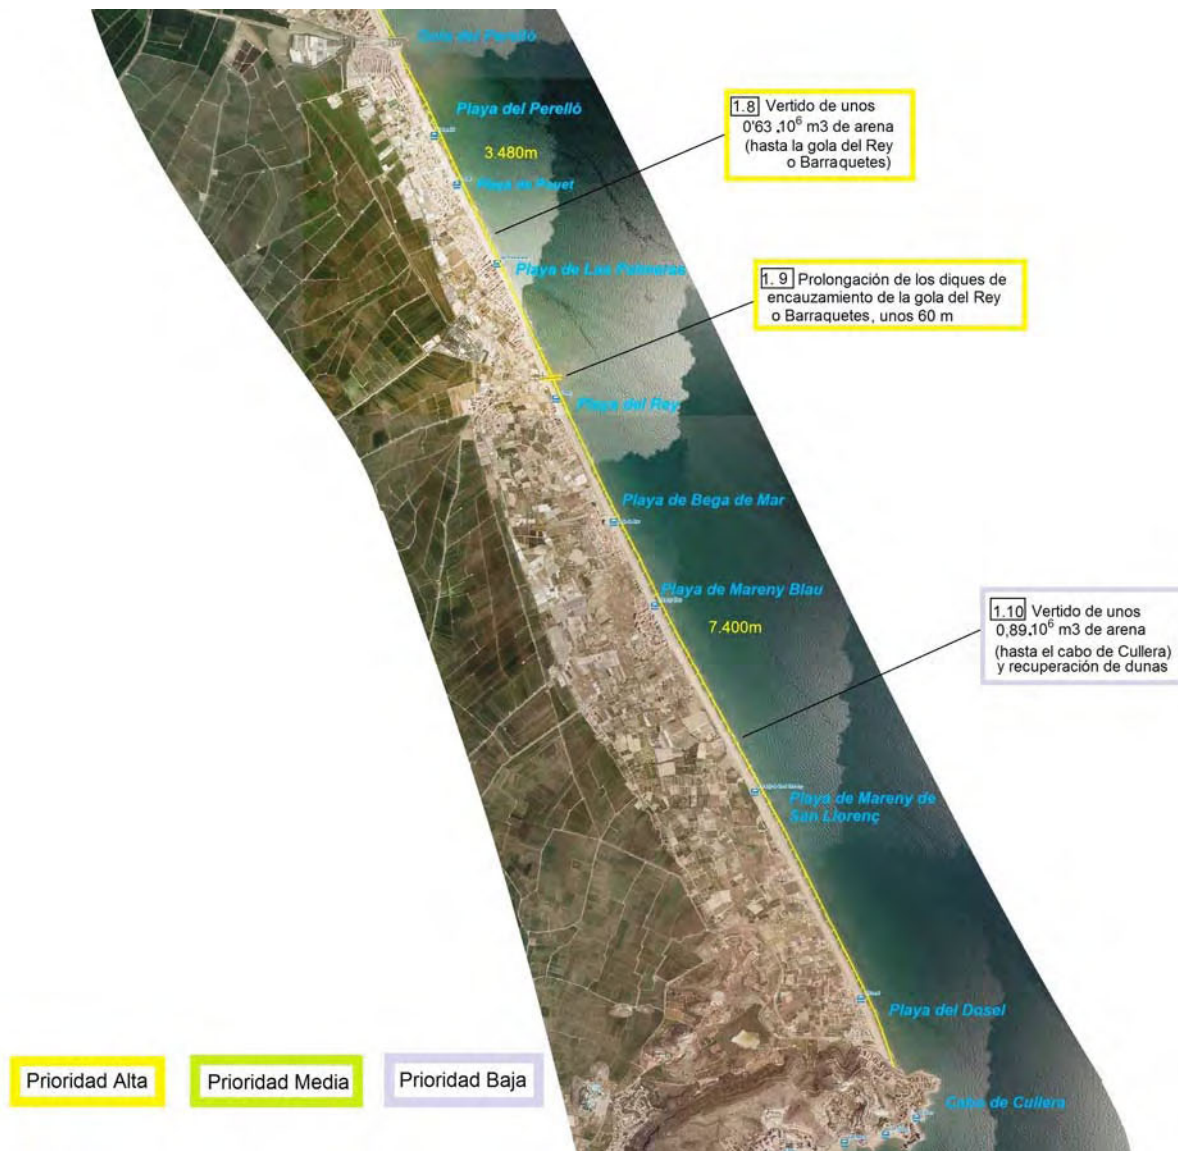 Gola del Perelló
Playa del Perelló
3.480m
Playa de Pouet
Playa de Las Palmeras
Playa del Rey
Playa de Bega de Mar
Playa de Mareny Blau
7.400m
Playa de Mareny de
San Llorenç
Playa del Dosel
Cabo de Cullera
1.8 Vertido de unos
0'63.10⁶ m3 de arena
(hasta la gola del Rey
o Barraquetes)
1. 9 Prolongación de los diques de
encauzamiento de la gola del Rey
o Barraquetes, unos 60 m
1.10 Vertido de unos
0,89.10⁶ m3 de arena
(hasta el cabo de Cullera)
y recuperación de dunas
Prioridad Alta
Prioridad Media
Prioridad Baja